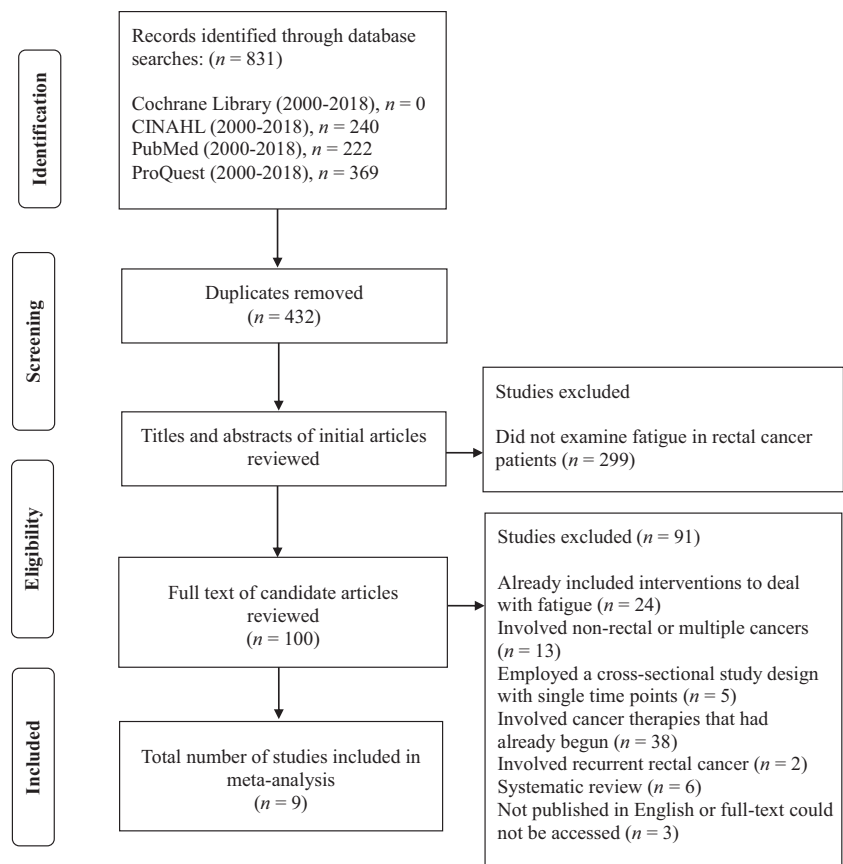 Identification
Records identified through database
searches: (n = 831)
Cochrane Library (2000-2018), n = 0
CINAHL (2000-2018), n = 240
PubMed (2000-2018), n = 222
ProQuest (2000-2018), n = 369
Screening
Duplicates removed
(n = 432)
Titles and abstracts of initial articles
reviewed
Studies excluded
Did not examine fatigue in rectal cancer
patients (n = 299)
Eligibility
Full text of candidate articles
reviewed
(n = 100)
Studies excluded (n = 91)
Already included interventions to deal
with fatigue (n = 24)
Involved non-rectal or multiple cancers
(n = 13)
Employed a cross-sectional study design
with single time points (n = 5)
Involved cancer therapies that had
already begun (n = 38)
Involved recurrent rectal cancer (n = 2)
Systematic review (n = 6)
Not published in English or full-text could
not be accessed (n = 3)
Included
Total number of studies included in
meta-analysis
(n = 9)